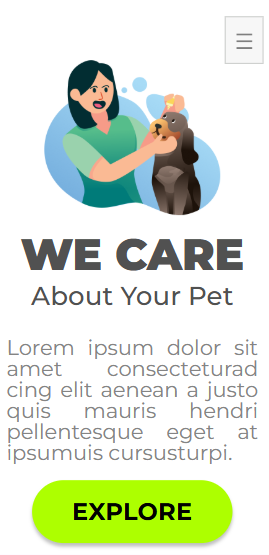 WE CARE
About Your Pet
Lorem ipsum dolor sit
amet consecteturad
cing elit aenean a justo
quis mauris hendri
pellentesque eget at
ipsumuis cursusturpi.
EXPLORE